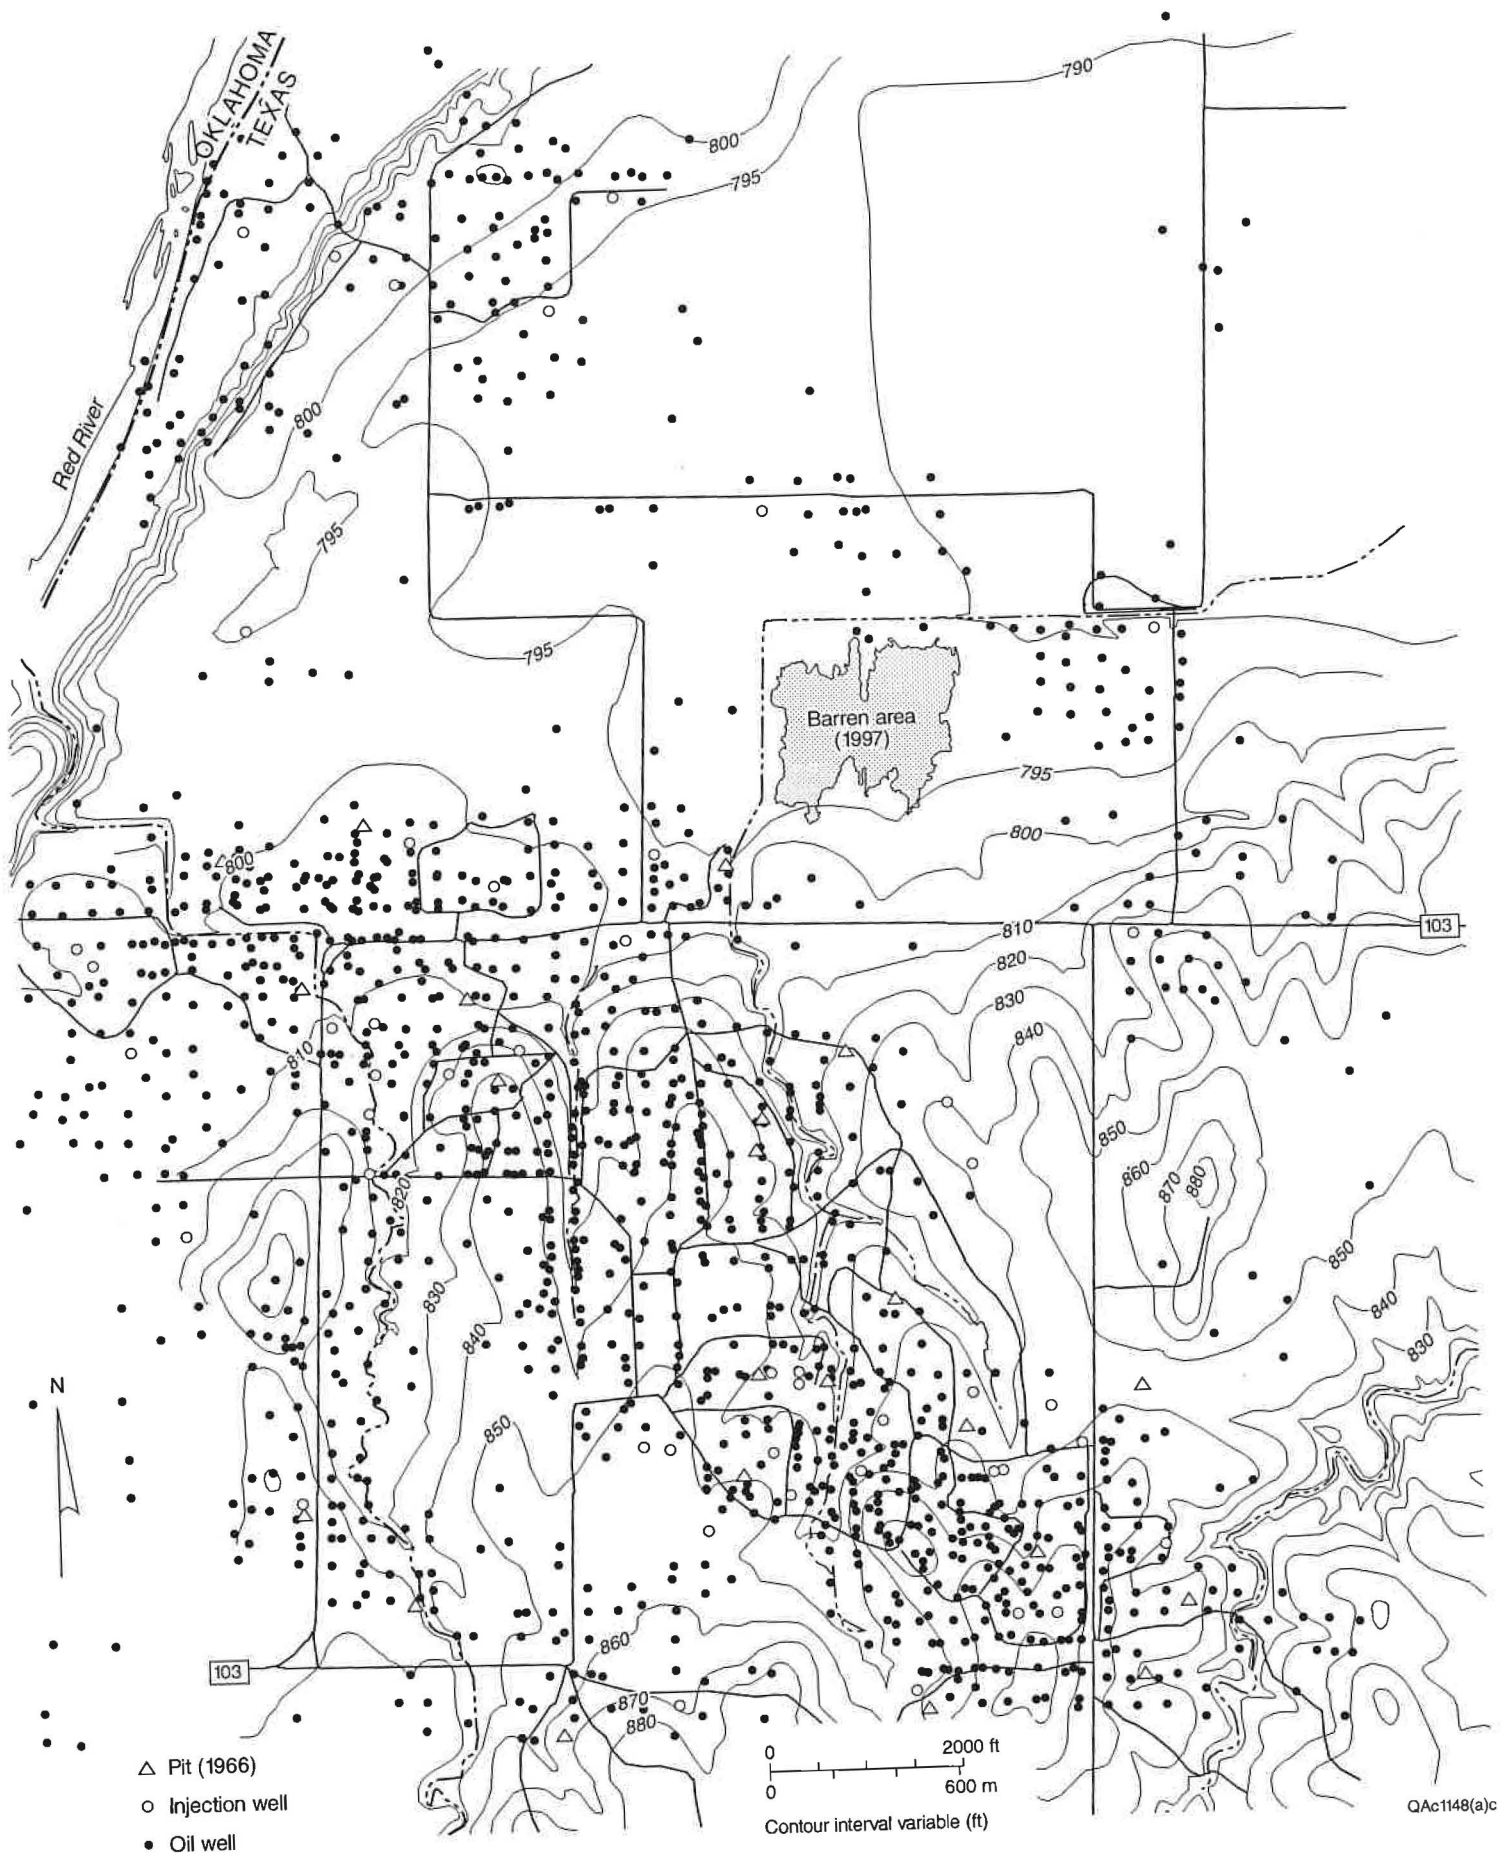 OKLAHOMA
TEXAS
790
800
795
Red River
800
795
795
Barren area
(1997)
795
800
800
103
810
820
830
840
810
850
860
870
880
820
830
840
850
840
830
N
850
860
103
870
880
0 2000 ft
0 600 m
Contour interval variable (ft)
Pit (1966)
Injection well
Oil well
QAc1148(a)c